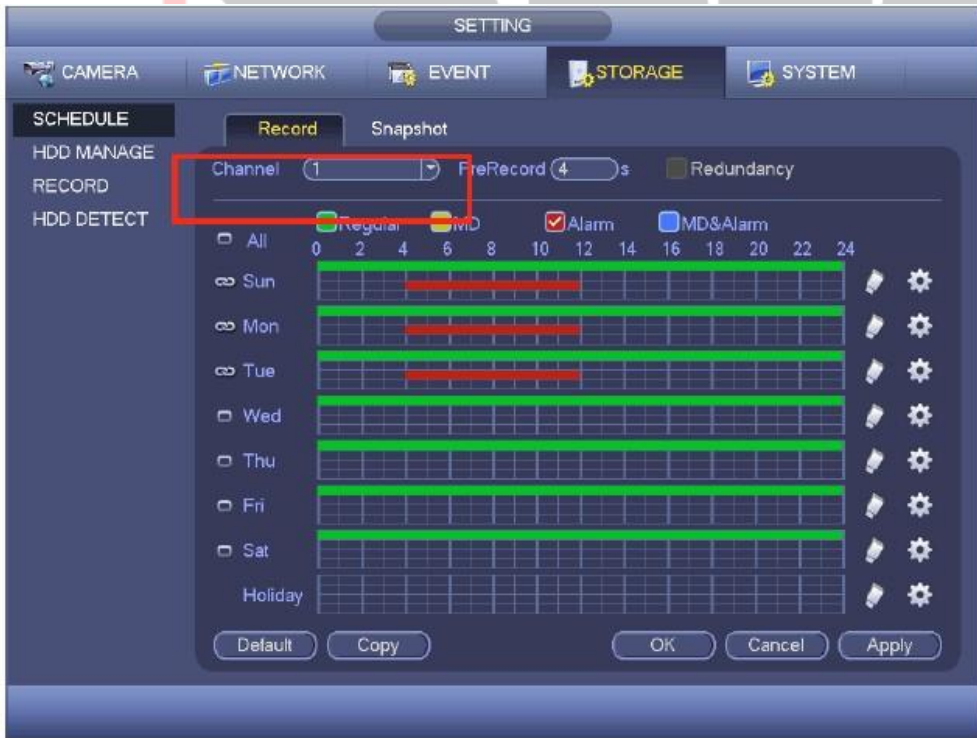 SETTING
CAMERA NETWORK EVENT STORAGE SYSTEM
SCHEDULE
HDD MANAGE
RECORD
HDD DETECT
Record Snapshot
Channel 1 PreRecord 4 s Redundancy
Regular MD Alarm MD&Alarm
All 0 2 4 6 8 10 12 14 16 18 20 22 24
Sun
Mon
Tue
Wed
Thu
Fri
Sat
Holiday
Default Copy OK Cancel Apply